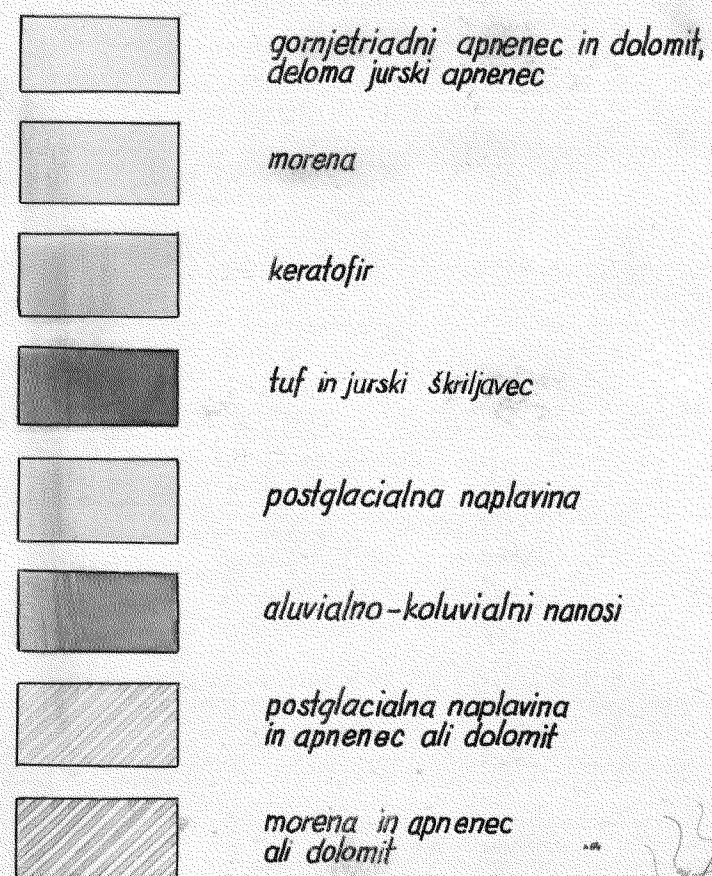 gornjetriadni apnenec in dolomit,
deloma jurski apnenec
morena
keratofir
tuf in jurski škriljavec
postglacialna naplavina
aluvialno-koluvialni nanosi
postglacialna naplavina
in apnenec ali dolomit
morena in apnenec
ali dolomit